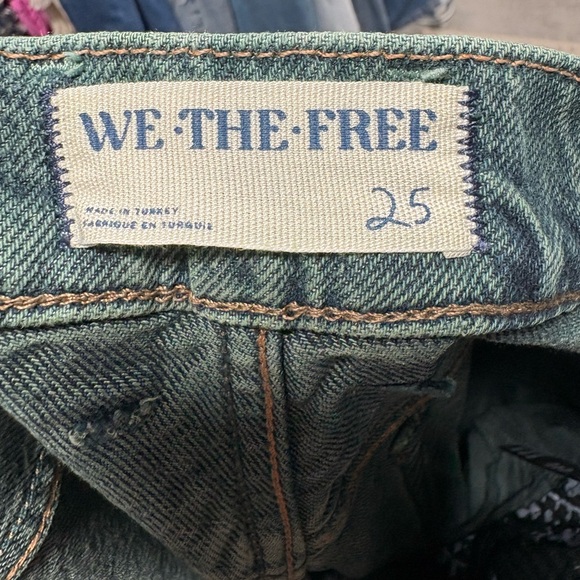 WE·THE·FREE
25
MADE IN TURKEY
FABRIQUE EN TURQUIE